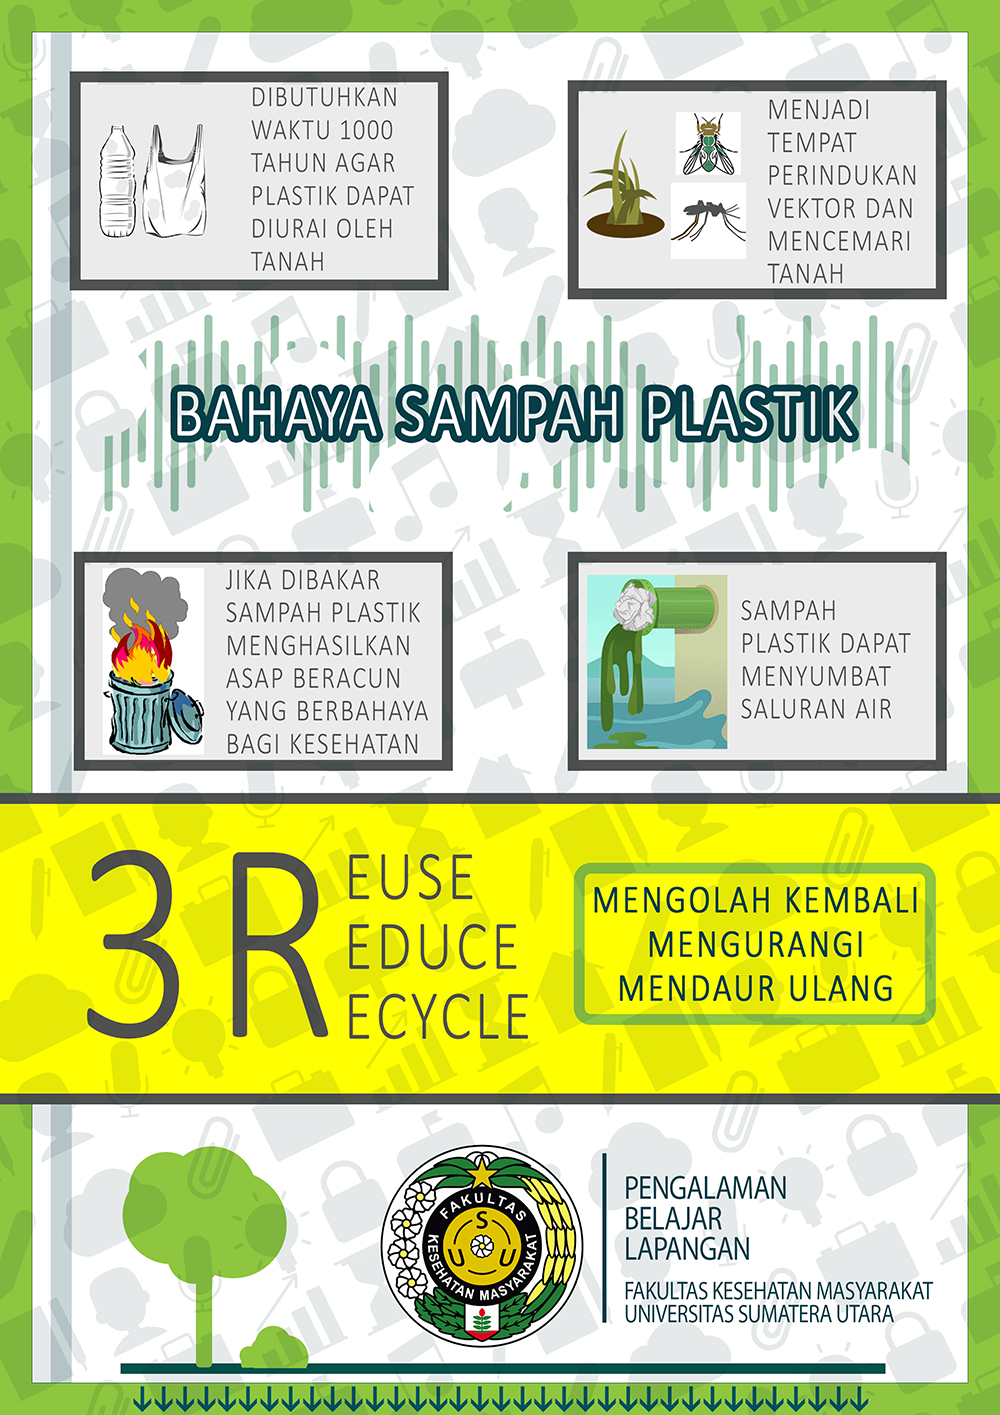 DIBUTUHKAN
WAKTU 1000
TAHUN AGAR
PLASTIK DAPAT
DIURAI OLEH
TANAH
MENJADI
TEMPAT
PERINDUKAN
VEKTOR DAN
MENCEMARI
TANAH
BAHAYA SAMPAH PLASTIK
JIKA DIBAKAR
SAMPAH PLASTIK
MENGHASILKAN
ASAP BERACUN
YANG BERBAHAYA
BAGI KESEHATAN
SAMPAH
PLASTIK DAPAT
MENYUMBAT
SALURAN AIR
3 R
EUSE
EDUCE
ECYCLE
MENGOLAH KEMBALI
MENGURANGI
MENDAUR ULANG
FAKULTAS
KESEHATAN MASYARAKAT
S
U U
PENGALAMAN
BELAJAR
LAPANGAN
FAKULTAS KESEHATAN MASYARAKAT
UNIVERSITAS SUMATERA UTARA